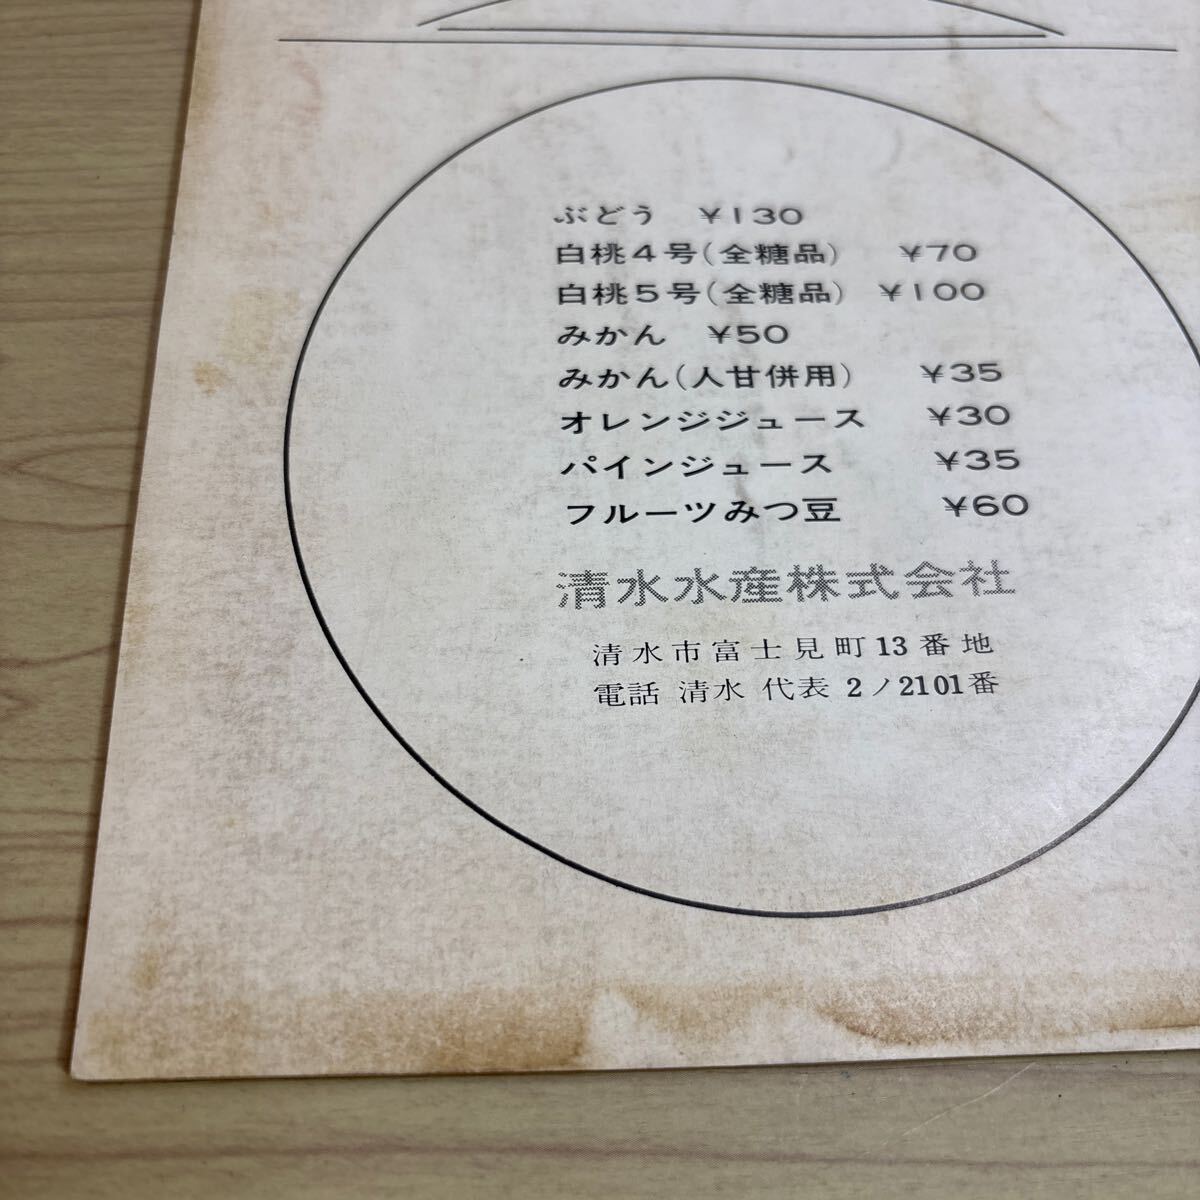 ぶどう ¥130
白桃4号(全糖品) ¥70
白桃5号(全糖品) ¥100
みかん ¥50
みかん(人甘併用) ¥35
オレンジジュース ¥30
パインジュース ¥35
フルーツみつ豆 ¥60
清水水産株式会社
清水市富士見町13番地
電話 清水 代表 2ノ2101番